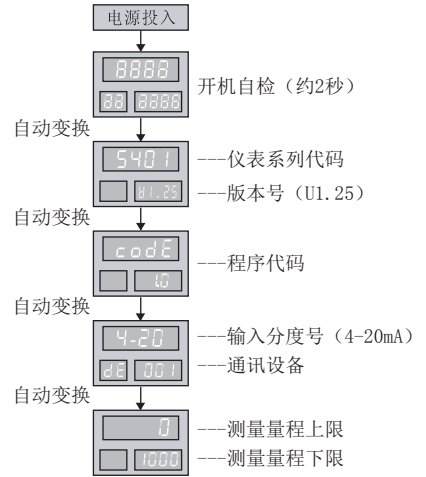 电源投入
8888
开机自检（约2秒）
88 8888
自动变换
5401
---仪表系列代码
U1.25
---版本号（U1.25）
自动变换
codE
---程序代码
1.0
自动变换
4-20
---输入分度号（4-20mA）
dE 001
---通讯设备
自动变换
0
---测量量程上限
1000
---测量量程下限